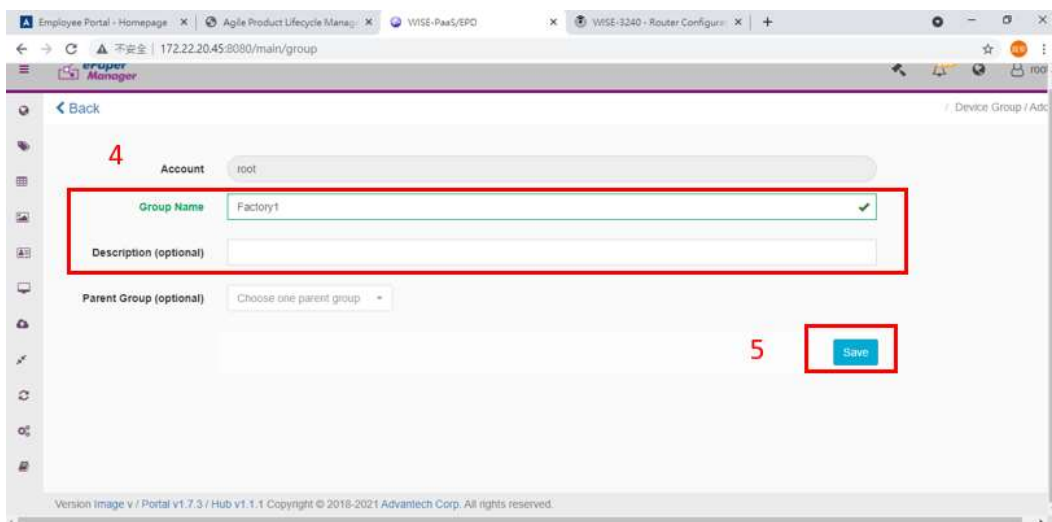 Employee Portal - Homepage
Agile Product Lifecycle Manag
WISE-PaaS/EPD
WISE-3240 - Router Configura
不安全 | 172.22.20.45:8080/main/group
ePaper
Manager
root
Back
/ Device Group / Add
4
Account
root
Group Name
Factory1
Description (optional)
Parent Group (optional)
Choose one parent group
5
Save
Version Image v / Portal v1.7.3 / Hub v1.1.1 Copyright © 2018-2021 Advantech Corp. All rights reserved.